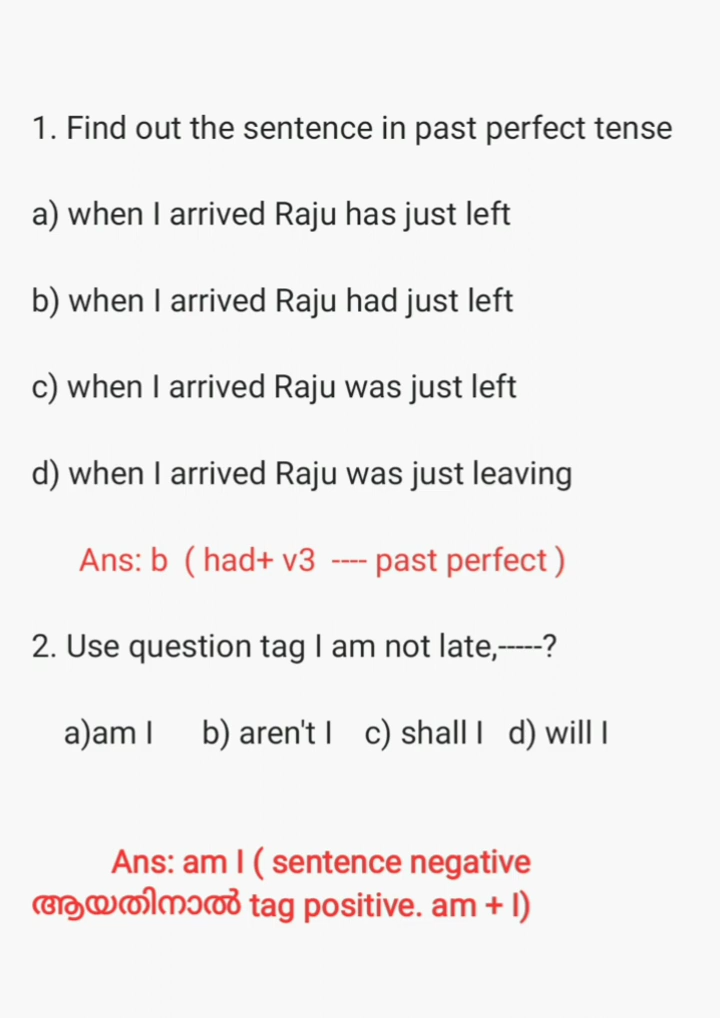 1. Find out the sentence in past perfect tense
a) when I arrived Raju has just left
b) when I arrived Raju had just left
c) when I arrived Raju was just left
d) when I arrived Raju was just leaving
Ans: b ( had+ v3 ---- past perfect )
2. Use question tag I am not late,-----?
a)am I b) aren't I c) shall I d) will I
Ans: am I ( sentence negative
ആയതിനാൽ tag positive. am + I)